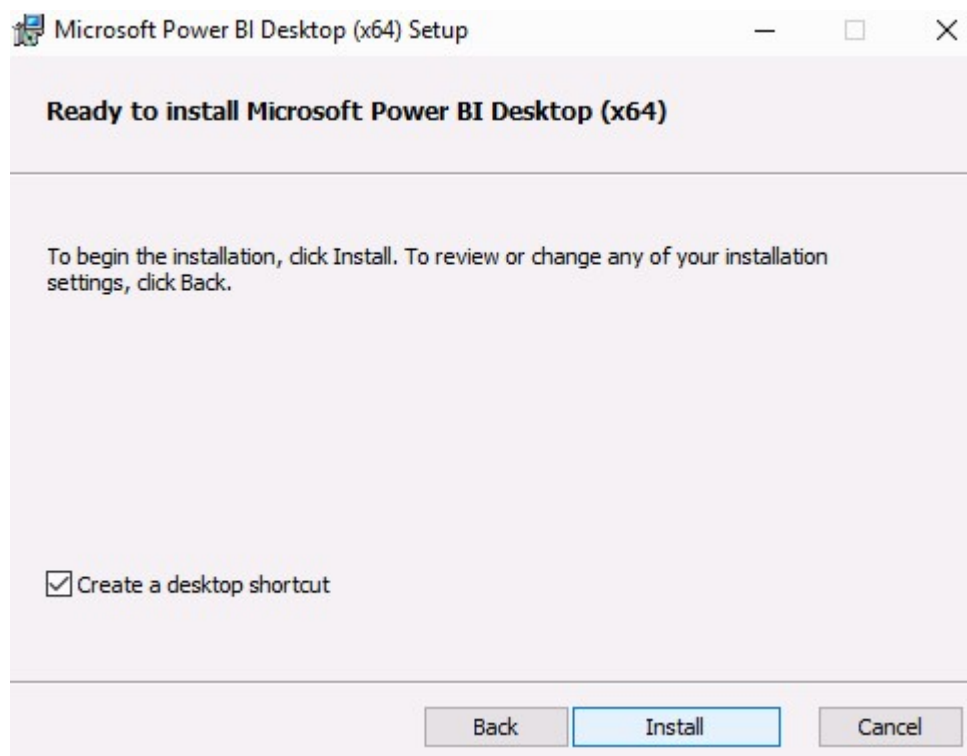 Microsoft Power BI Desktop (x64) Setup
Ready to install Microsoft Power BI Desktop (x64)
To begin the installation, click Install. To review or change any of your installation
settings, click Back.
Create a desktop shortcut
Back Install Cancel